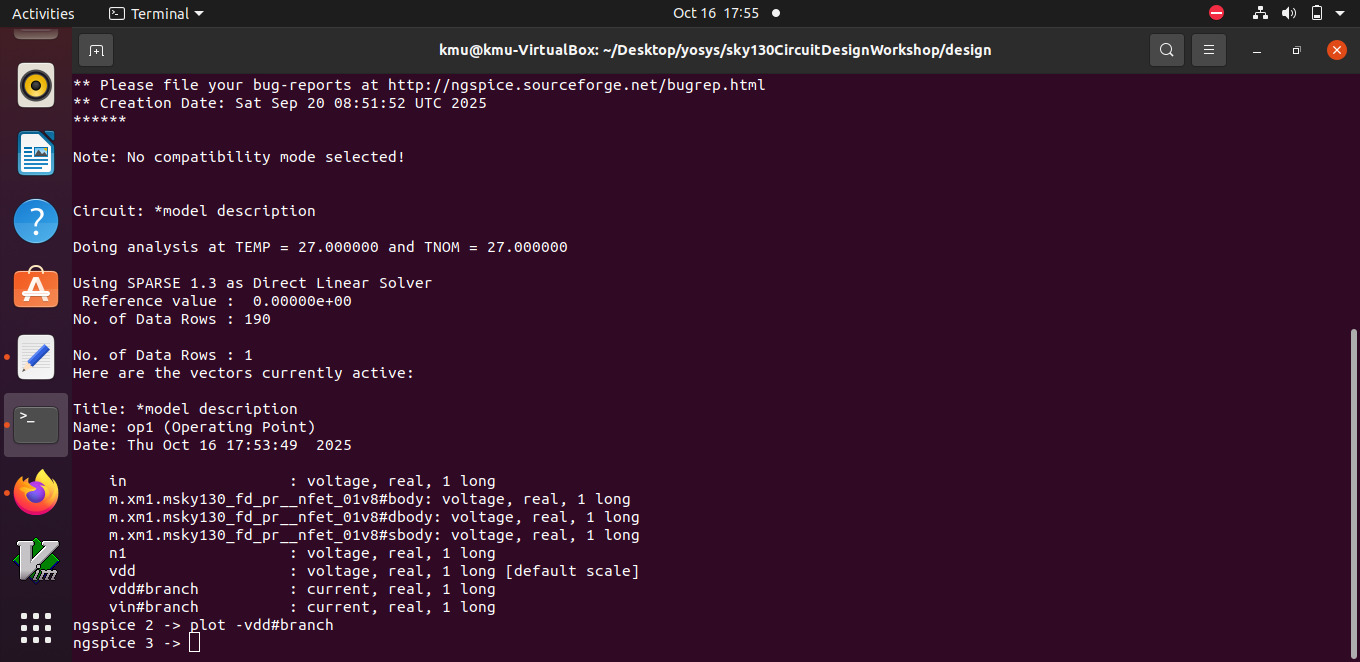 Activities Terminal Oct 16 17:55
kmu@kmu-VirtualBox: ~/Desktop/yosys/sky130CircuitDesignWorkshop/design
** Please file your bug-reports at http://ngspice.sourceforge.net/bugrep.html
** Creation Date: Sat Sep 20 08:51:52 UTC 2025
******
Note: No compatibility mode selected!
Circuit: *model description
Doing analysis at TEMP = 27.000000 and TNOM = 27.000000
Using SPARSE 1.3 as Direct Linear Solver
Reference value :  0.00000e+00
No. of Data Rows : 190
No. of Data Rows : 1
Here are the vectors currently active:
Title: *model description
Name: op1 (Operating Point)
Date: Thu Oct 16 17:53:49  2025
in                  : voltage, real, 1 long
m.xm1.msky130_fd_pr__nfet_01v8#body: voltage, real, 1 long
m.xm1.msky130_fd_pr__nfet_01v8#dbody: voltage, real, 1 long
m.xm1.msky130_fd_pr__nfet_01v8#sbody: voltage, real, 1 long
n1                  : voltage, real, 1 long
vdd                 : voltage, real, 1 long [default scale]
vdd#branch          : current, real, 1 long
vin#branch          : current, real, 1 long
ngspice 2 -> plot -vdd#branch
ngspice 3 ->
>_
?
Vim